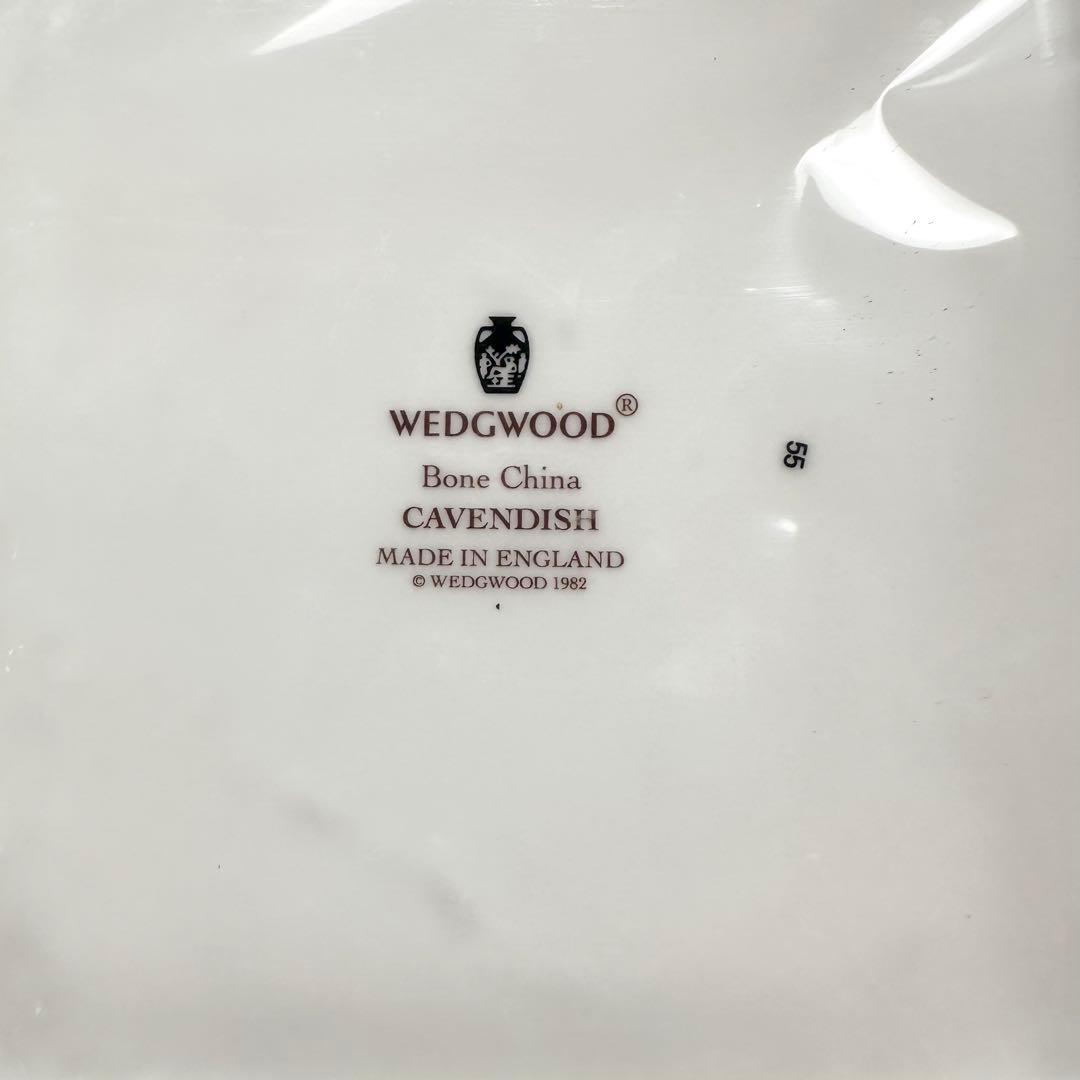 WEDGWOOD®
Bone China
CAVENDISH
MADE IN ENGLAND
© WEDGWOOD 1982
55